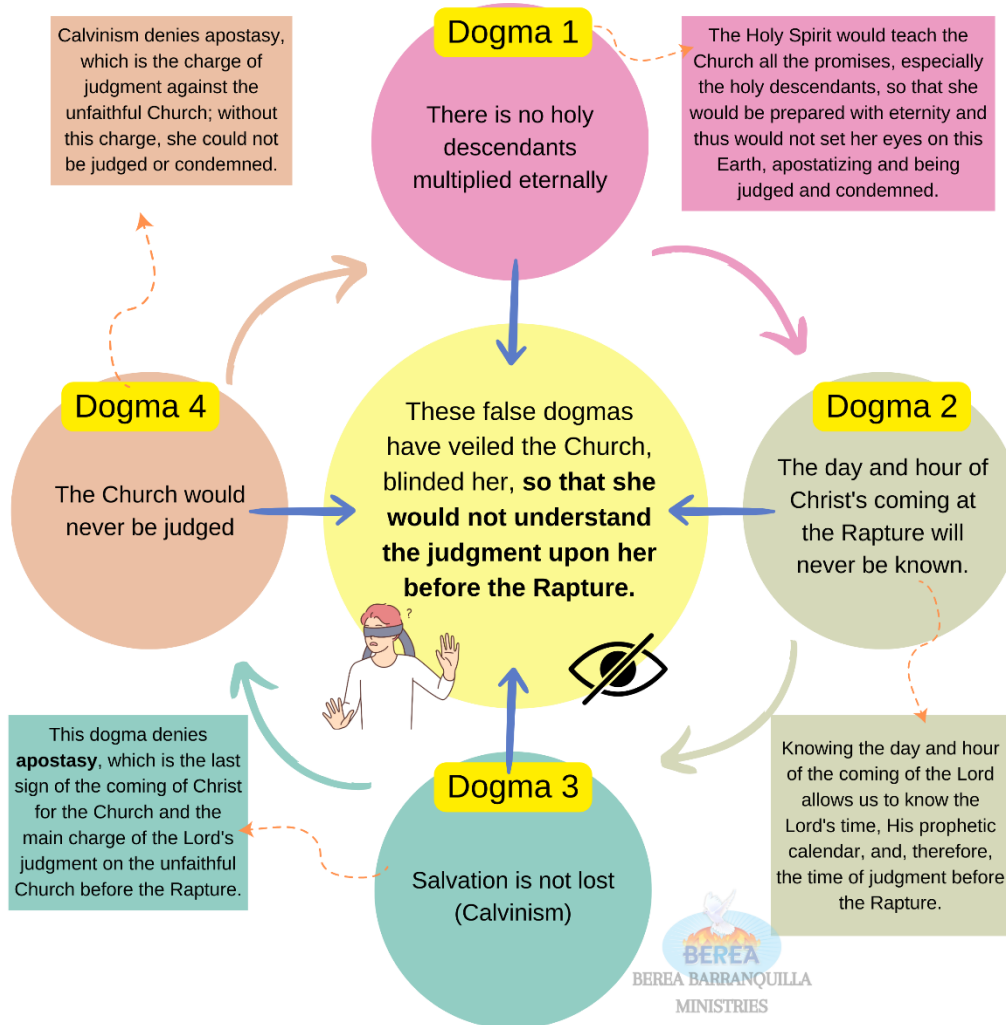 Dogma 1
There is no holy
descendants
multiplied eternally
The Holy Spirit would teach the
Church all the promises, especially
the holy descendants, so that she
would be prepared with eternity and
thus would not set her eyes on this
Earth, apostatizing and being
judged and condemned.
Calvinism denies apostasy,
which is the charge of
judgment against the
unfaithful Church; without
this charge, she could not
be judged or condemned.
Dogma 4
The Church would
never be judged
These false dogmas
have veiled the Church,
blinded her, so that she
would not understand
the judgment upon her
before the Rapture.
?
Dogma 2
The day and hour of
Christ's coming at
the Rapture will
never be known.
Knowing the day and hour
of the coming of the Lord
allows us to know the
Lord's time, His prophetic
calendar, and, therefore,
the time of judgment before
the Rapture.
Dogma 3
Salvation is not lost
(Calvinism)
This dogma denies
apostasy, which is the last
sign of the coming of Christ
for the Church and the
main charge of the Lord's
judgment on the unfaithful
Church before the Rapture.
BEREA
BEREA BARRANQUILLA
MINISTRIES